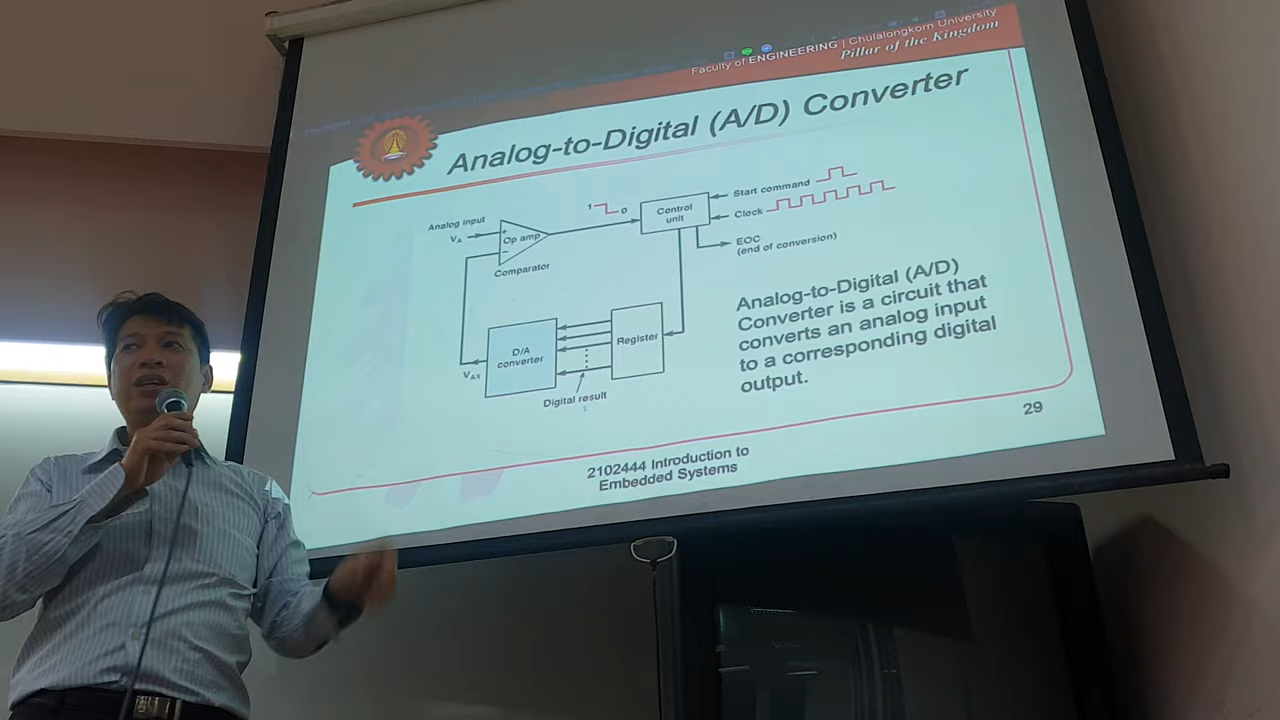 Faculty of ENGINEERING | Chulalongkorn University
Pillar of the Kingdom
Analog-to-Digital (A/D) Converter
Analog input
VA
+
Op amp
−
Comparator
1
0
Control
unit
Start command
Clock
EOC
(end of conversion)
D/A
converter
Register
VAX
Digital result
Analog-to-Digital (A/D)
Converter is a circuit that
converts an analog input
to a corresponding digital
output.
29
2102444 Introduction to
Embedded Systems